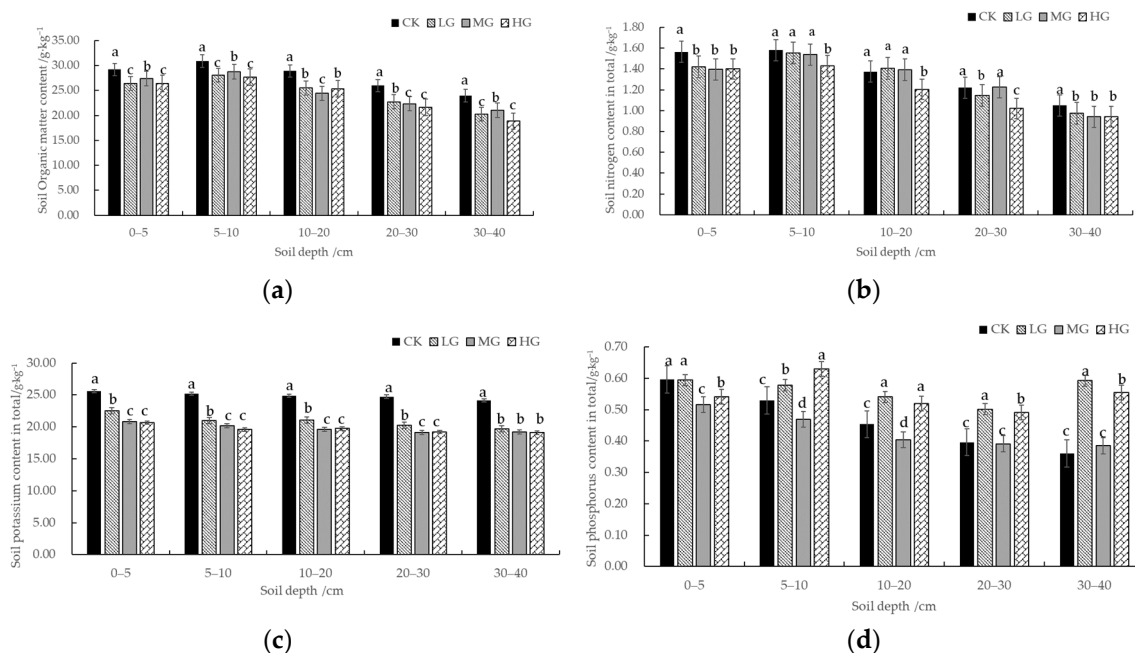 CK LG MG HG
Soil Organic matter content /g·kg⁻¹
35.00
30.00
25.00
20.00
15.00
10.00
5.00
0.00
a c b c a c b c a b c b a b c c a c b c
0–5 5–10 10–20 20–30 30–40
Soil depth /cm
(a)
CK LG MG HG
Soil nitrogen content in total /g·kg⁻¹
1.80
1.60
1.40
1.20
1.00
0.80
0.60
0.40
0.20
0.00
a b b b a a a b a a a b a b a c a b b b
0–5 5–10 10–20 20–30 30–40
Soil depth /cm
(b)
CK LG MG HG
Soil potassium content in total/g·kg⁻¹
30.00
25.00
20.00
15.00
10.00
5.00
0.00
a b c c a b c c a b c c a b c c a b b b
0–5 5–10 10–20 20–30 30–40
Soil depth /cm
(c)
CK LG MG HG
Soil phosphorus content in total/g·kg⁻¹
0.70
0.60
0.50
0.40
0.30
0.20
0.10
0.00
a a c b c b d a c a d a c a c b c a c b
0–5 5–10 10–20 20–30 30–40
Soil depth /cm
(d)